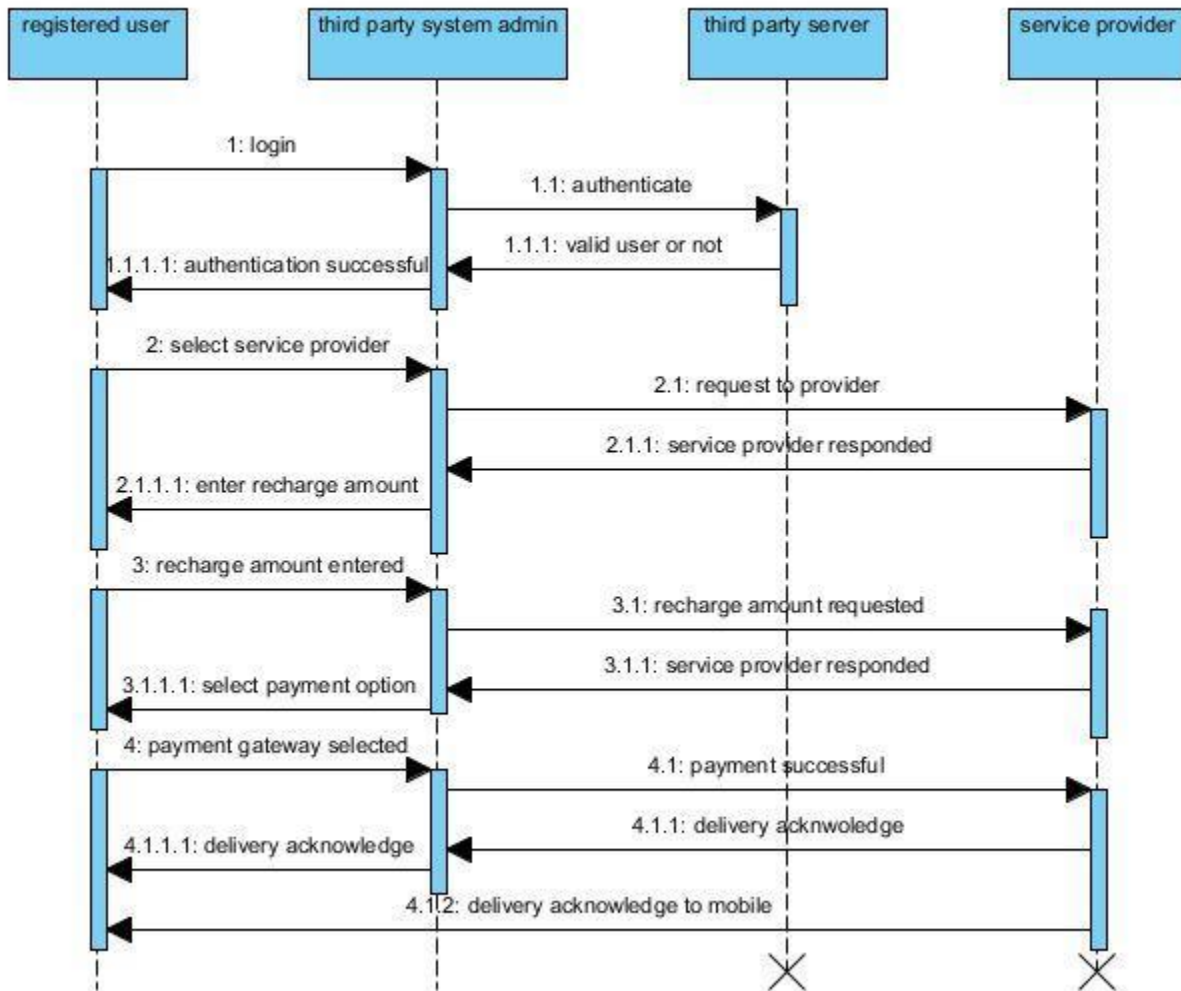 registered user
third party system admin
third party server
service provider
1: login
1.1: authenticate
1.1.1: valid user or not
1.1.1.1: authentication successful
2: select service provider
2.1: request to provider
2.1.1: service provider responded
2.1.1.1: enter recharge amount
3: recharge amount entered
3.1: recharge amount requested
3.1.1: service provider responded
3.1.1.1: select payment option
4: payment gateway selected
4.1: payment successful
4.1.1: delivery acknwoledge
4.1.1.1: delivery acknowledge
4.1.2: delivery acknowledge to mobile